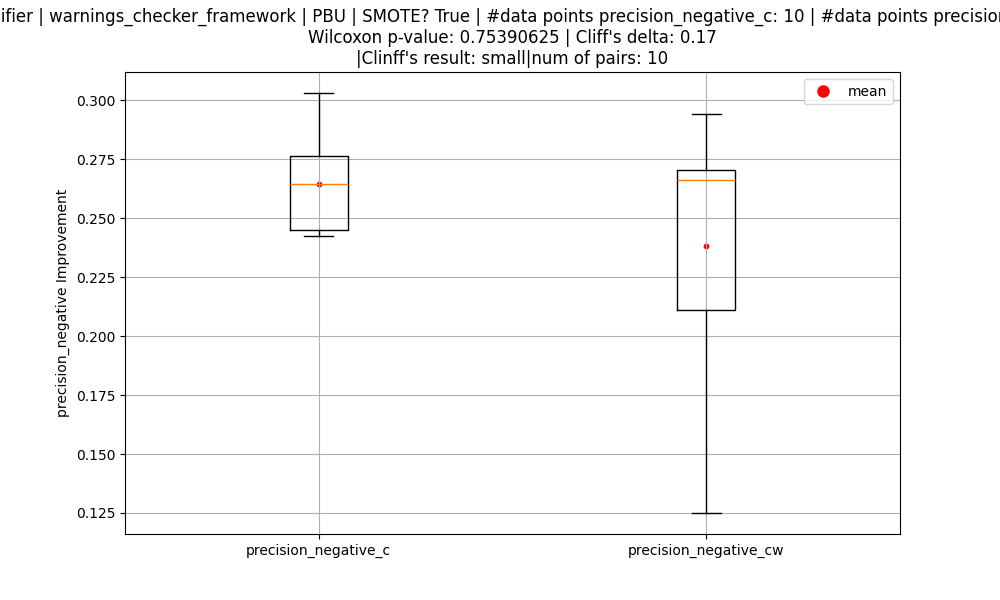 | warnings_checker_framework | PBU | SMOTE? True | #data points precision_negative_c: 10 | #data points
Wilcoxon p-value: 0.75390625 | Cliff's delta: 0.17
|Clinff's result: small|num of pairs: 10
mean
0.300
0.275
0.250
0.225
0.200
0.175
0.150
0.125
precision_negative Improvement
precision_negative_c
precision_negative_cw